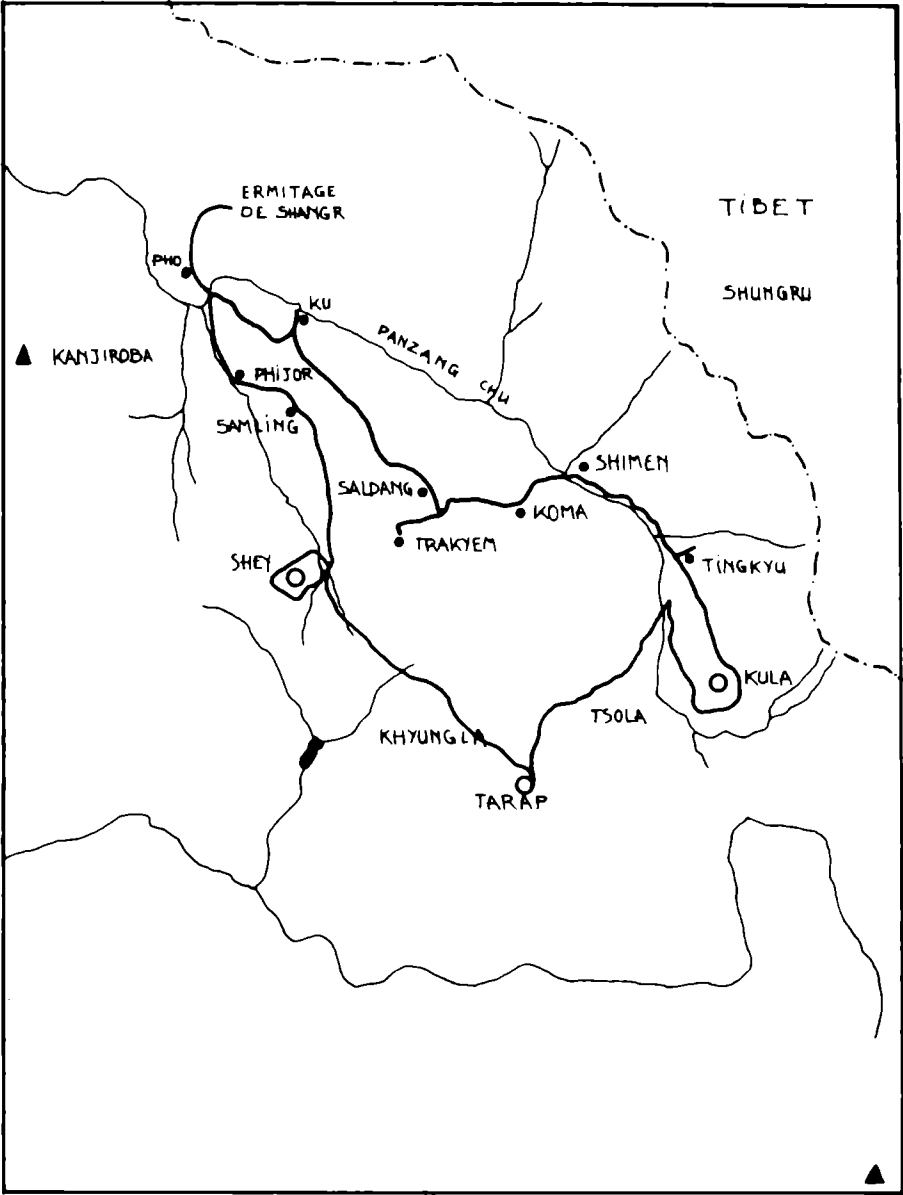 ERMITAGE
DE SHANGR
TIBET
PHO
SHUNGRU
KU
PANZANG CHU
KANJIROBA
PHIJOR
SAMLING
SHIMEN
SALDANG
KOMA
TRAKYEM
SHEY
TINGKYU
KULA
TSOLA
KHYUNGLA
TARAP